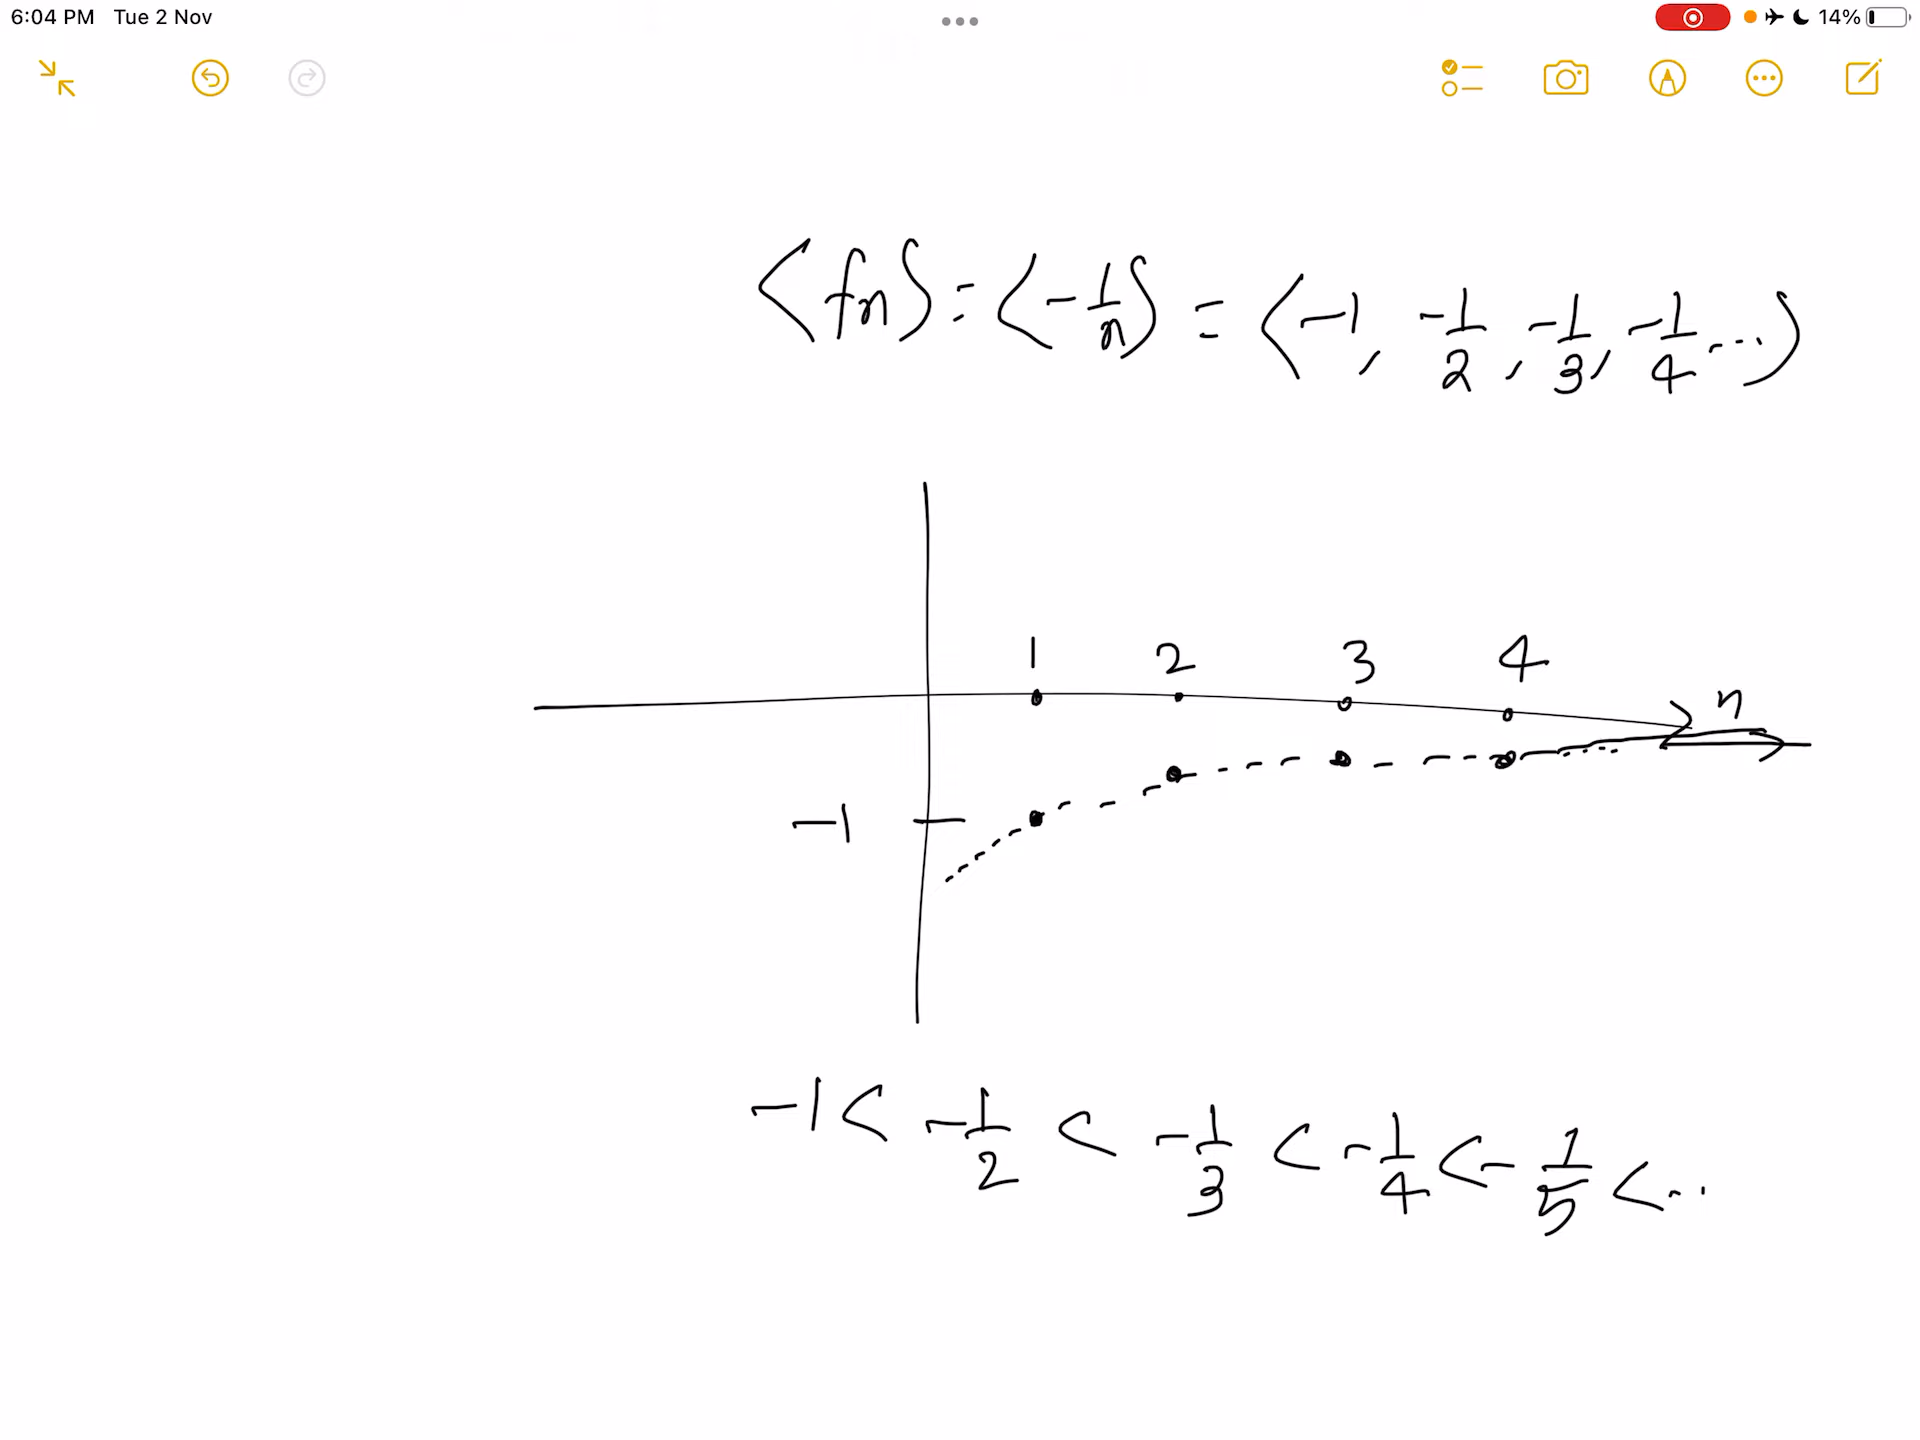 6:04 PM Tue 2 Nov 14%
⟨fn⟩ = ⟨-1/n⟩ = ⟨-1, -1/2, -1/3, -1/4 ...⟩
1 2 3 4
n
-1
-1 < -1/2 < -1/3 < -1/4 < -1/5 < ...